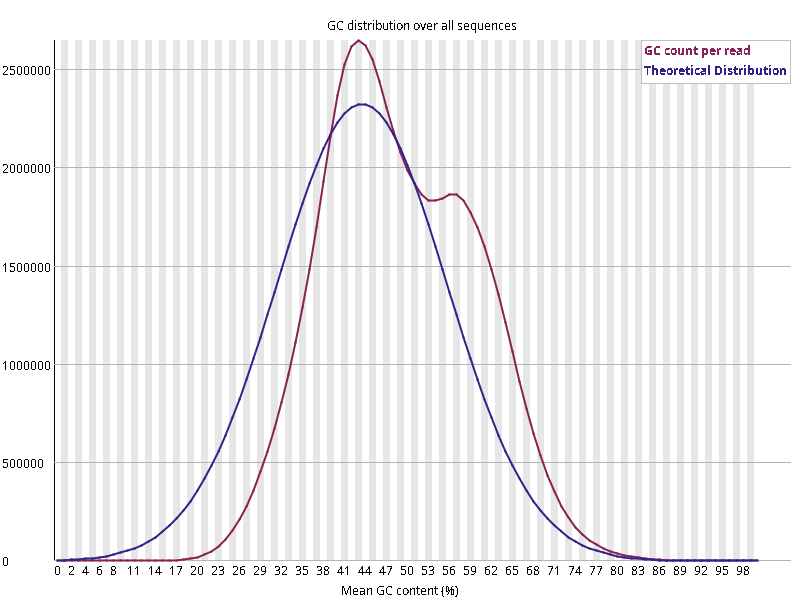 GC distribution over all sequences
GC count per read
Theoretical Distribution
2500000
2000000
1500000
1000000
500000
0
0 2 4 6 8 11 14 17 20 23 26 29 32 35 38 41 44 47 50 53 56 59 62 65 68 71 74 77 80 83 86 89 92 95 98
Mean GC content (%)